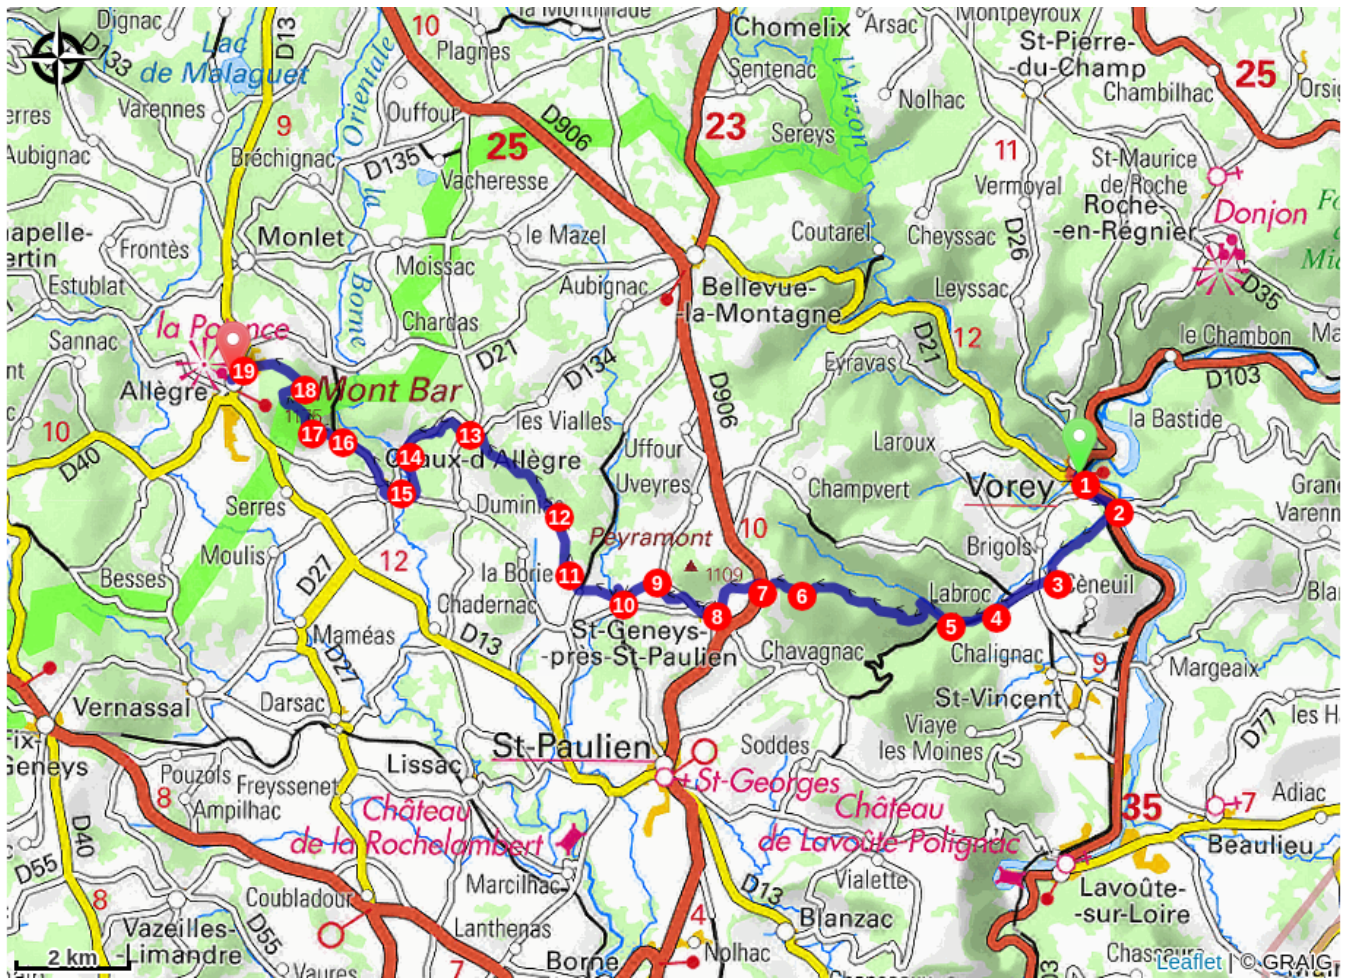 Dignac
D13
10
la Montmilade
Chomelix
Arsac
Montpeyroux
St-Pierre-
-du-Champ
D133
Lac
de Malaguet
Plagnes
Sentenac
25
Chambilhac
Varennes
Orientale
Ouffour
D906
23
Nolhac
l'Arzon
Sereys
9
Aubignac
Bréchignac
D135
25
Vacheresse
11
St-Maurice
de Roche
Vermoyal
Roche-
-en-Régnier
Donjon
la
Frontès
Monlet
le Mazel
Coutarel
Cheyssac
D26
Moissac
Borne
Estublat
Aubignac
Bellevue-
-la-Montagne
Leyssac
D35
Chardas
Sannac
D21
D134
D21
12
le Chambon
Eyravas
D103
Allègre
19
18
Mont Bar
D906
la Bastide
les Vialles
10
17
16
13
Uffour
Laroux
D40
14
15
Uveyres
Champvert
Vorey
1
Serres
12
2
Peyramont
10
Brigols
Moulis
12
1109
Besses
D27
la Borie
11
9
7
6
Labroc
3
Cèneuil
Chadernac
10
8
5
4
St-Geneys-
-près-St-Paulien
Maméas
D13
Chavagnac
Chalignac
9
Margeaix
D27
Vernassal
Darsac
St-Vincent
Viaye
les Moines
D77
St-Paulien
Soddes
Lissac
Pouzols
Freyssenet
St-Georges
8
Ampilhac
Château
de la Rochelambert
Château
de Lavoûte-Polignac
35
7
Adiac
Beaulieu
D40
D55
Marcilhac
Vialette
Lavoûte-
-sur-Loire
8
Coubladour
D13
Blanzac
Vazeilles-
-Limandre
D55
Lanthenas
4
Nolhac
Borne
7
2 km
Leaflet | © GRAIG